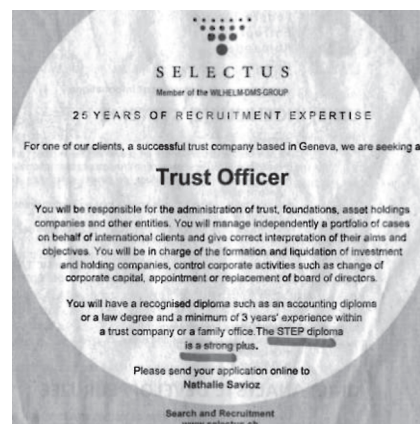 SELECTUS
Member of the WILHELM-DMS-GROUP
25 YEARS OF RECRUITMENT EXPERTISE
For one of our clients, a successful trust company based in Geneva, we are seeking a
Trust Officer
You will be responsible for the administration of trust, foundations, asset holdings
companies and other entities. You will manage independently a portfolio of cases
on behalf of international clients and give correct interpretation of their aims and
objectives. You will be in charge of the formation and liquidation of investment
and holding companies, control corporate activities such as change of
corporate capital, appointment or replacement of board of directors.
You will have a recognised diploma such as an accounting diploma
or a law degree and a minimum of 3 years' experience within
a trust company or a family office. The STEP diploma
is a strong plus.
Please send your application online to
Nathalie Savioz
Search and Recruitment
www.selectus.ch